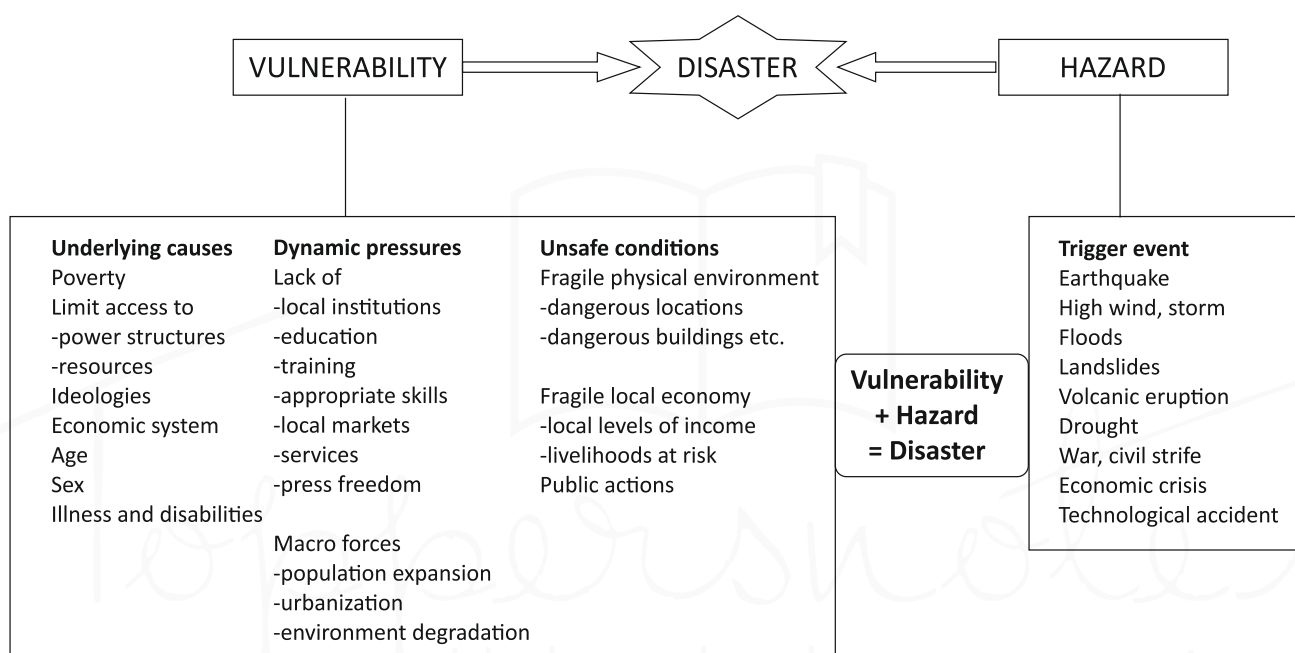 VULNERABILITY
DISASTER
HAZARD
Underlying causes
Poverty
Limit access to
-power structures
-resources
Ideologies
Economic system
Age
Sex
Illness and disabilities
Dynamic pressures
Lack of
-local institutions
-education
-training
-appropriate skills
-local markets
-services
-press freedom
Macro forces
-population expansion
-urbanization
-environment degradation
Unsafe conditions
Fragile physical environment
-dangerous locations
-dangerous buildings etc.
Fragile local economy
-local levels of income
-livelihoods at risk
Public actions
Vulnerability
+ Hazard
= Disaster
Trigger event
Earthquake
High wind, storm
Floods
Landslides
Volcanic eruption
Drought
War, civil strife
Economic crisis
Technological accident
Toppersnotes